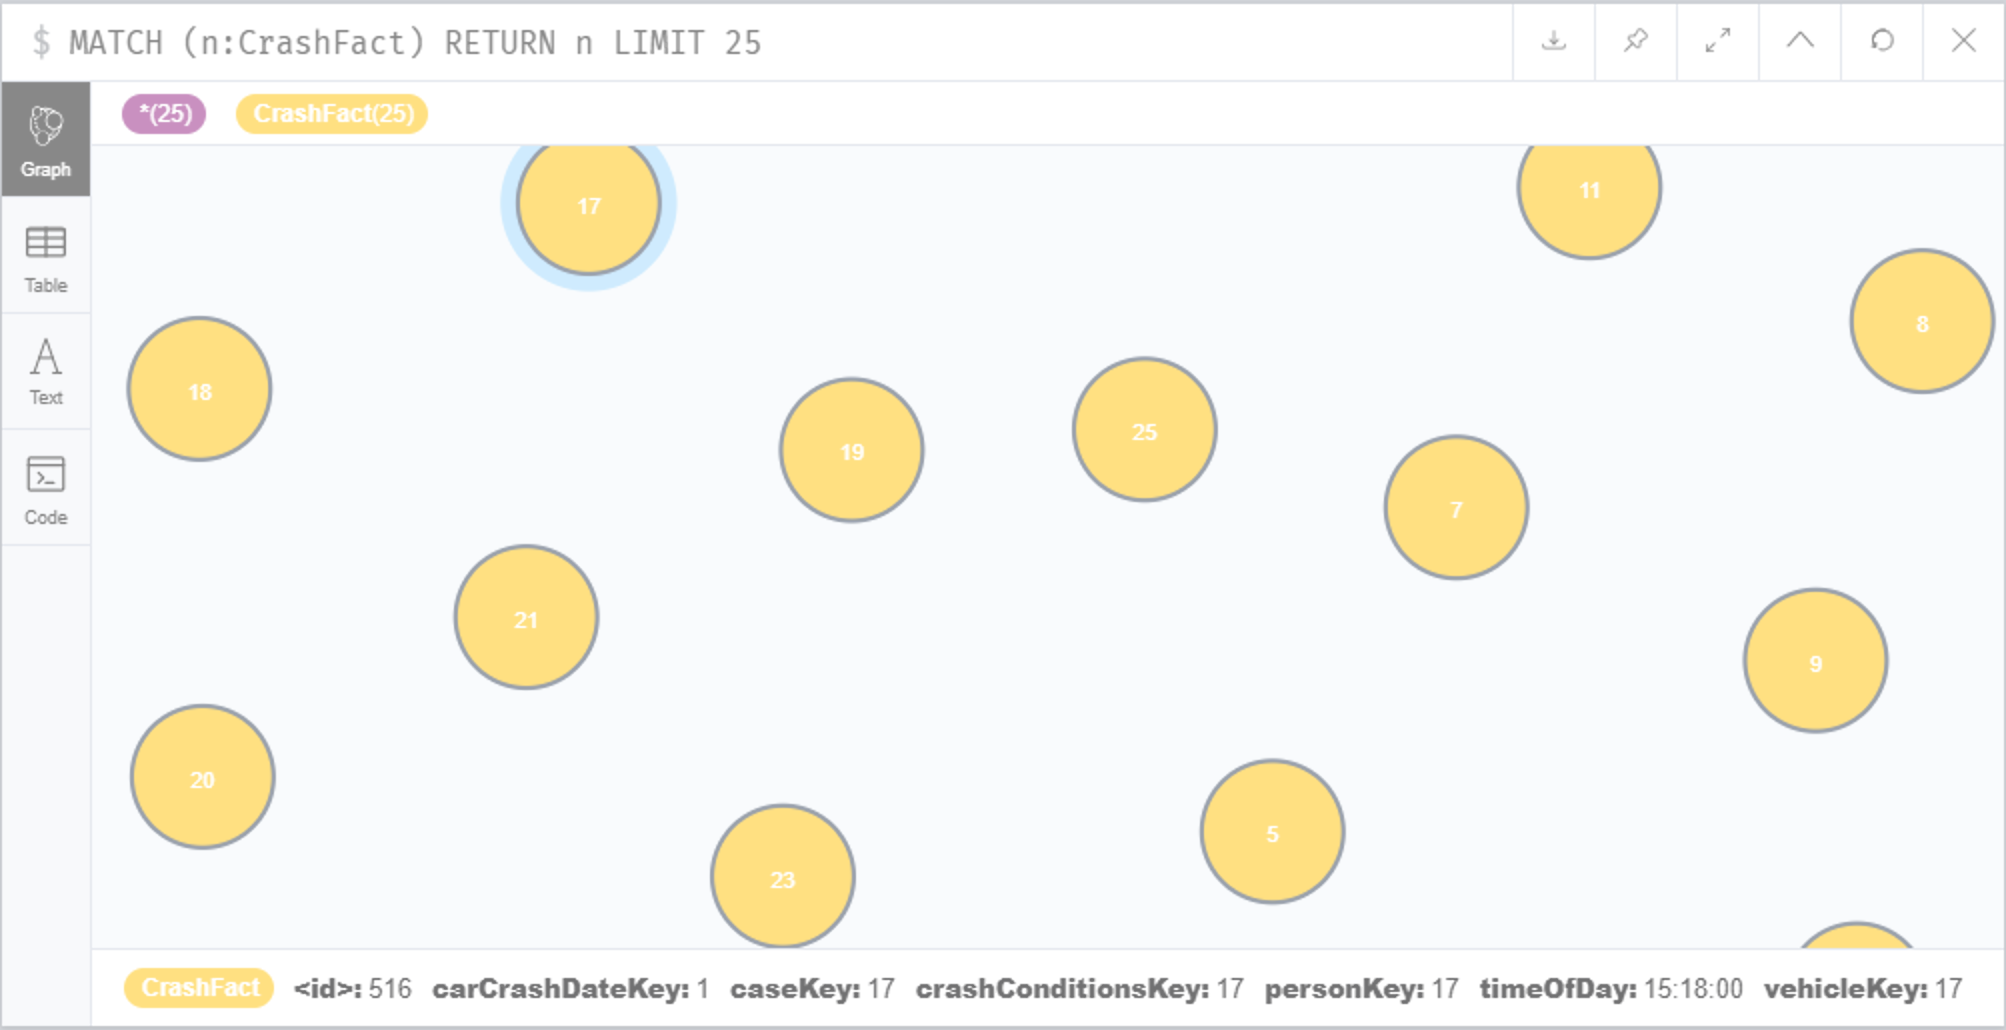 $ MATCH (n:CrashFact) RETURN n LIMIT 25
*(25) CrashFact(25)
Graph
Table
Text
Code
17
11
8
18
19
25
7
21
9
20
5
23
CrashFact <id>: 516 carCrashDateKey: 1 caseKey: 17 crashConditionsKey: 17 personKey: 17 timeOfDay: 15:18:00 vehicleKey: 17